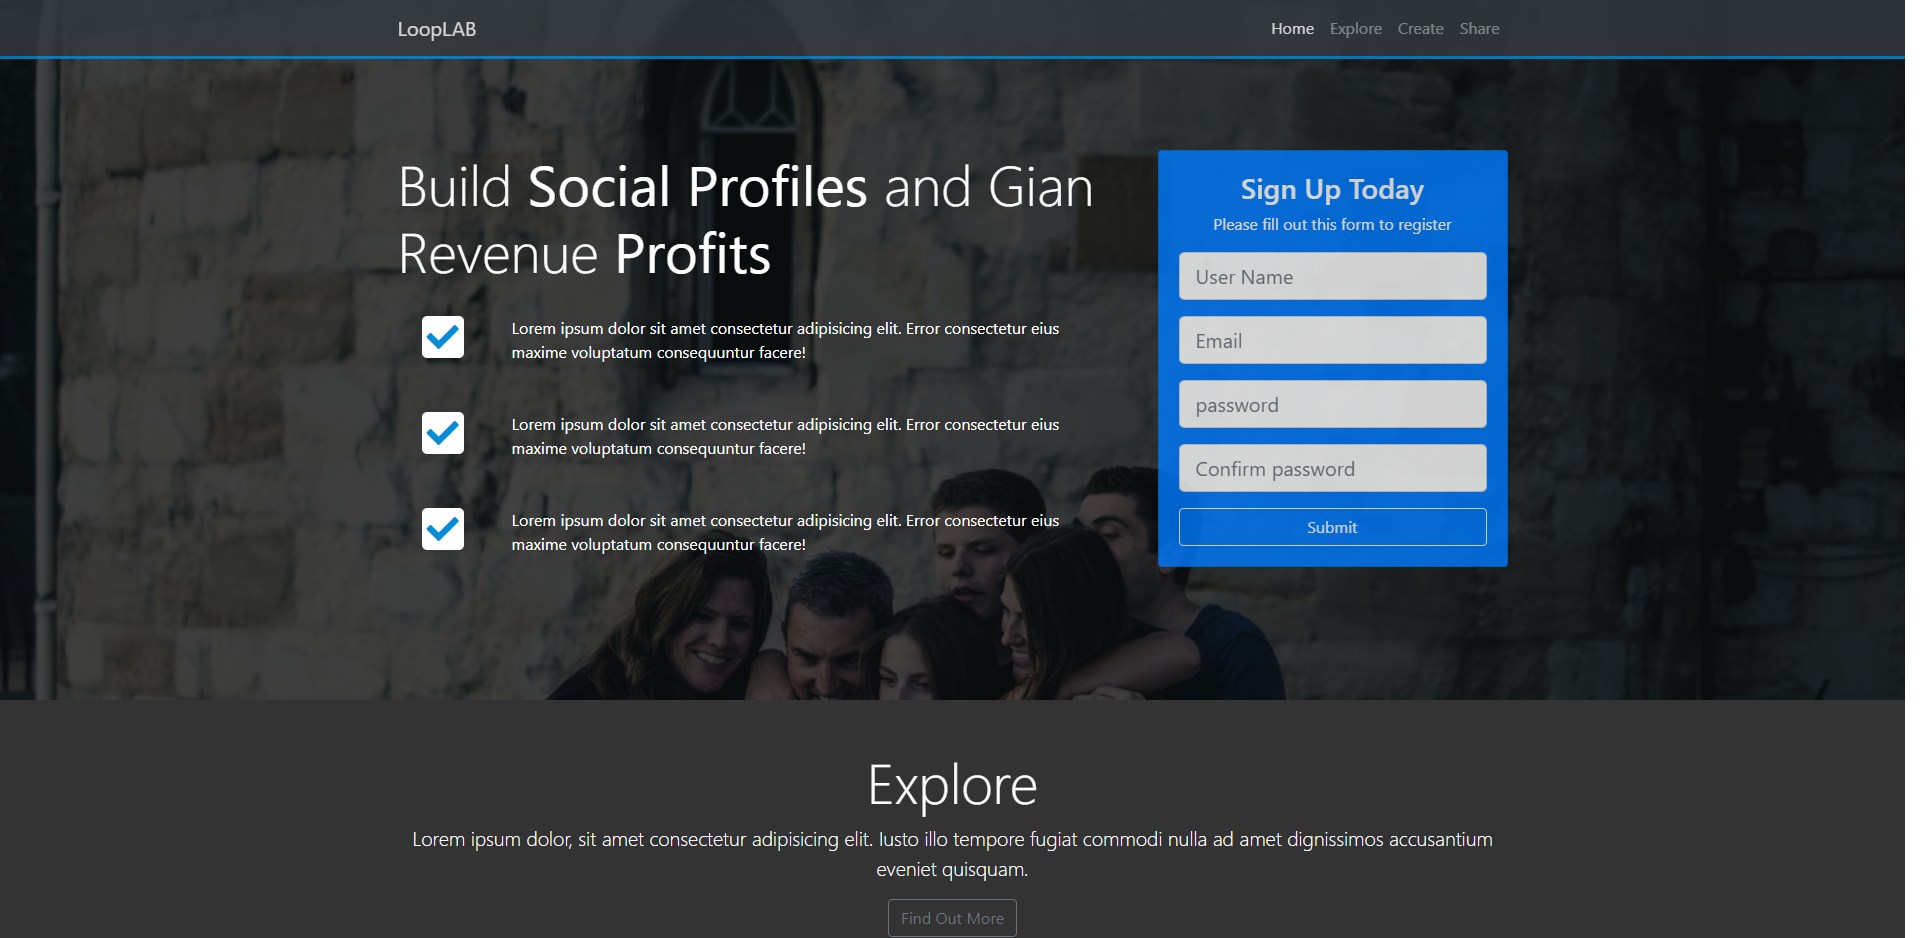 LoopLAB
Home Explore Create Share
Build Social Profiles and Gian
Revenue Profits
Lorem ipsum dolor sit amet consectetur adipisicing elit. Error consectetur eius
maxime voluptatum consequuntur facere!
Lorem ipsum dolor sit amet consectetur adipisicing elit. Error consectetur eius
maxime voluptatum consequuntur facere!
Lorem ipsum dolor sit amet consectetur adipisicing elit. Error consectetur eius
maxime voluptatum consequuntur facere!
Sign Up Today
Please fill out this form to register
User Name
Email
password
Confirm password
Submit
Explore
Lorem ipsum dolor, sit amet consectetur adipisicing elit. Iusto illo tempore fugiat commodi nulla ad amet dignissimos accusantium
eveniet quisquam.
Find Out More